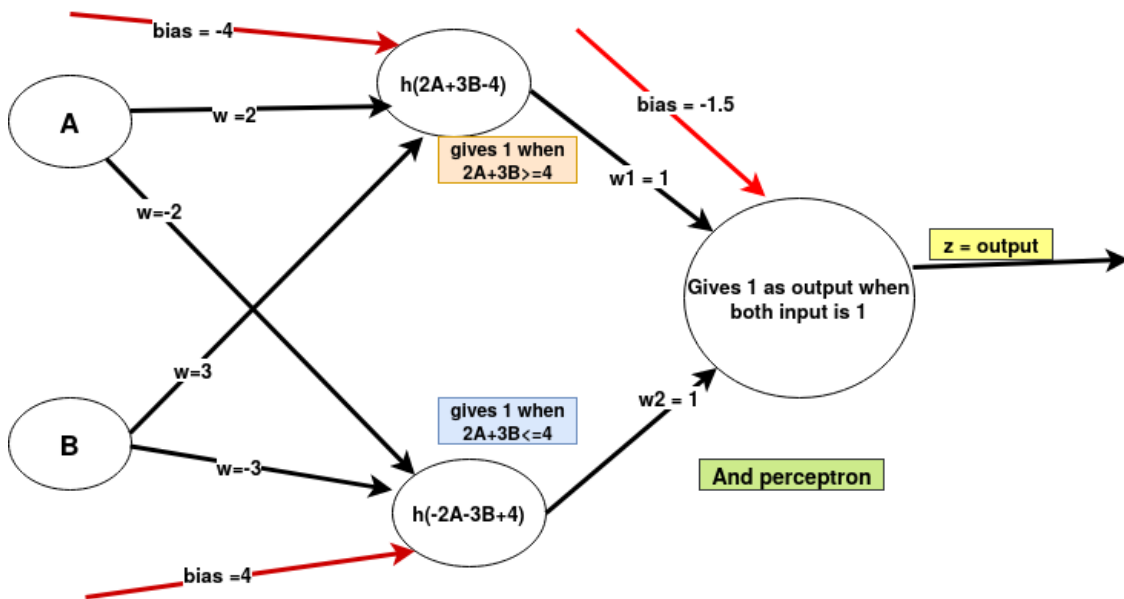 bias = -4
A
w =2
h(2A+3B-4)
gives 1 when
2A+3B>=4
bias = -1.5
w1 = 1
w=-2
z = output
Gives 1 as output when
both input is 1
w=3
B
w=-3
gives 1 when
2A+3B<=4
w2 = 1
And perceptron
h(-2A-3B+4)
bias =4